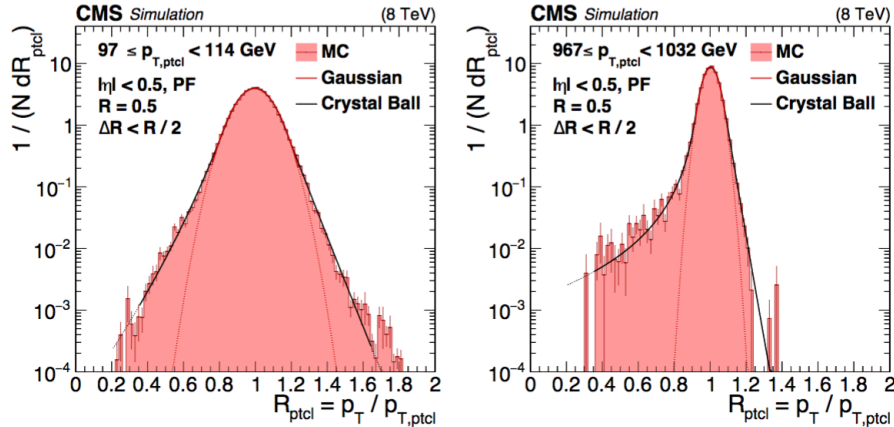 CMS Simulation (8 TeV)
1 / (N dR_ptcl)
97 ≤ p_T,ptcl < 114 GeV
|η| < 0.5, PF
R = 0.5
ΔR < R / 2
MC
Gaussian
Crystal Ball
10
1
10⁻¹
10⁻²
10⁻³
10⁻⁴
0 0.2 0.4 0.6 0.8 1 1.2 1.4 1.6 1.8 2
R_ptcl = p_T / p_T,ptcl
CMS Simulation (8 TeV)
1 / (N dR_ptcl)
967≤ p_T,ptcl < 1032 GeV
|η| < 0.5, PF
R = 0.5
ΔR < R / 2
MC
Gaussian
Crystal Ball
10
1
10⁻¹
10⁻²
10⁻³
10⁻⁴
0 0.2 0.4 0.6 0.8 1 1.2 1.4 1.6 1.8 2
R_ptcl = p_T / p_T,ptcl